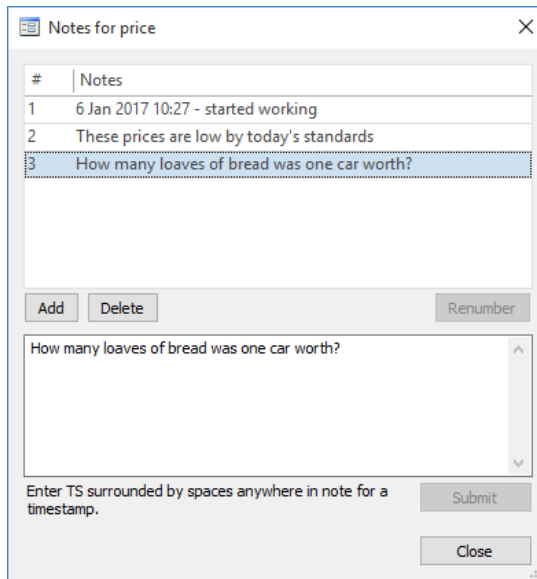 Notes for price
# Notes
1 6 Jan 2017 10:27 - started working
2 These prices are low by today's standards
3 How many loaves of bread was one car worth?
Add Delete Renumber
How many loaves of bread was one car worth?
Enter TS surrounded by spaces anywhere in note for a
timestamp.
Submit
Close